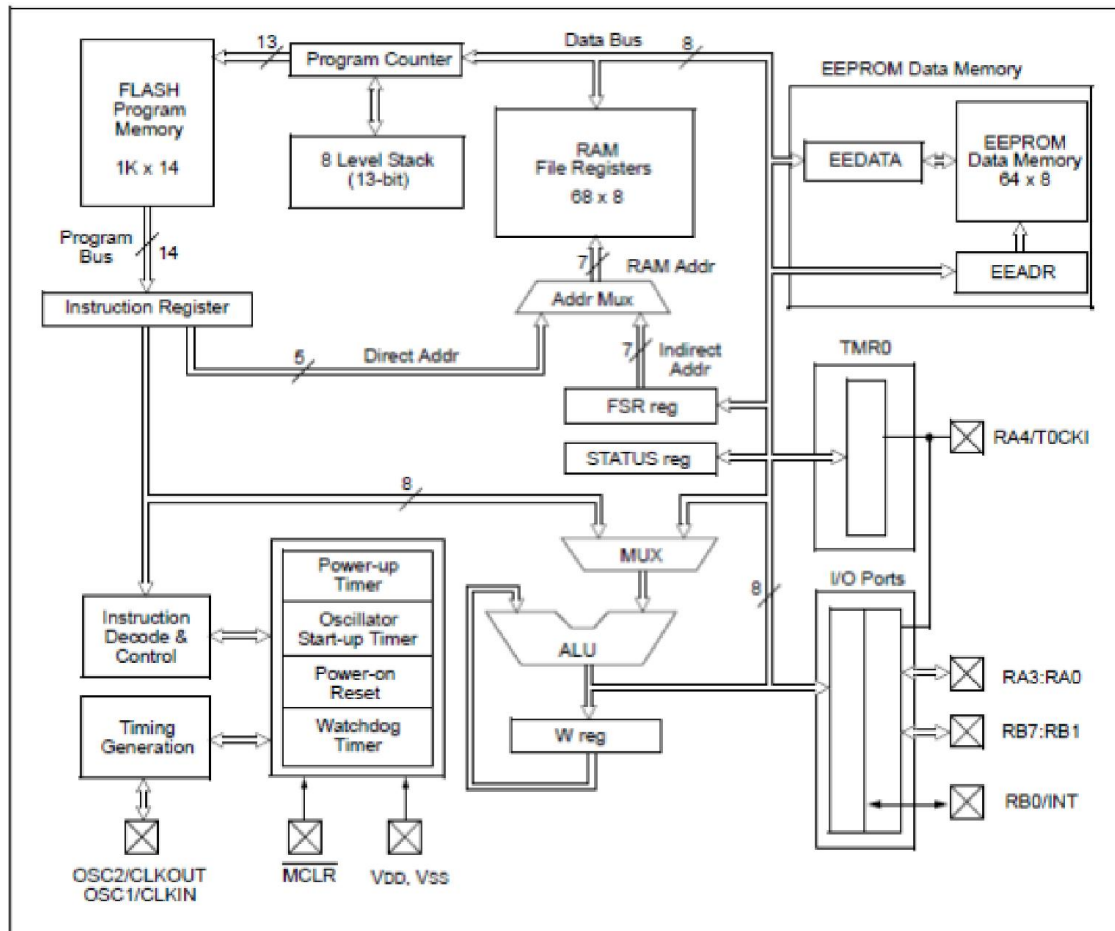 13
Program Counter
Data Bus
8
EEPROM Data Memory
FLASH
Program
Memory
1K x 14
8 Level Stack
(13-bit)
RAM
File Registers
68 x 8
EEDATA
EEPROM
Data Memory
64 x 8
Program
Bus
14
7
RAM Addr
EEADR
Instruction Register
Addr Mux
5
Direct Addr
7
Indirect
Addr
TMR0
FSR reg
RA4/T0CKI
STATUS reg
8
MUX
Power-up
Timer
8
I/O Ports
Instruction
Decode &
Control
Oscillator
Start-up Timer
ALU
Power-on
Reset
RA3:RA0
Timing
Generation
Watchdog
Timer
W reg
RB7:RB1
RB0/INT
OSC2/CLKOUT
OSC1/CLKIN
MCLR
VDD, VSS